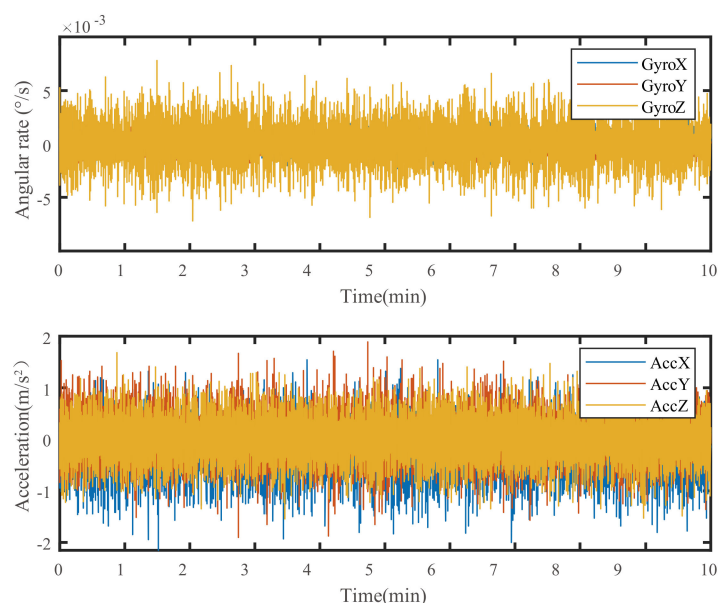 ×10⁻³
Angular rate (°/s)
5
0
-5
GyroX
GyroY
GyroZ
0 1 2 3 4 5 6 7 8 9 10
Time(min)
Acceleration(m/s²)
2
1
0
-1
-2
AccX
AccY
AccZ
0 1 2 3 4 5 6 7 8 9 10
Time(min)